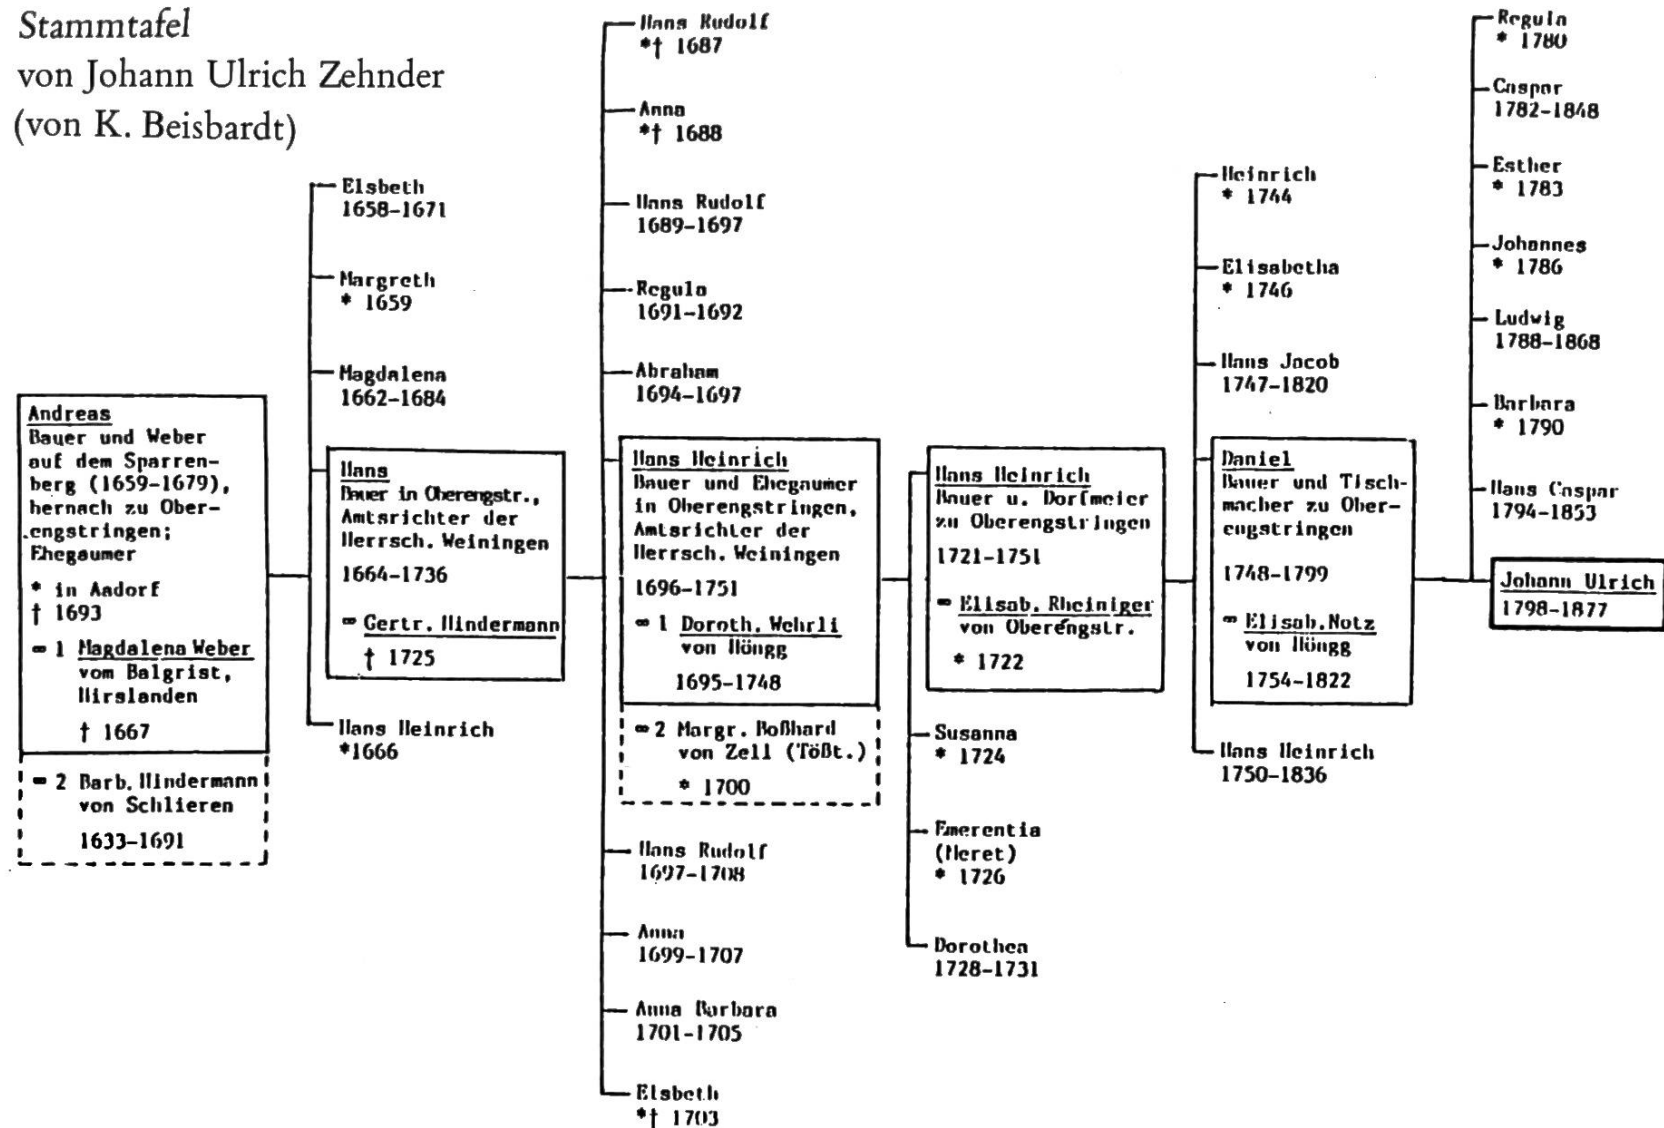 Stammtafel
von Johann Ulrich Zehnder
(von K. Beisbardt)
Andreas
Bauer und Weber
auf dem Sparren-
berg (1659-1679),
hernach zu Ober-
engstringen;
Ehegaumer
* in Aadorf
† 1693
∞ 1 Magdalena Weber
vom Balgrist,
Hirslanden
† 1667
∞ 2 Barb. Hindermann
von Schlieren
1633-1691
Elsbeth
1658-1671
Margreth
* 1659
Magdalena
1662-1684
Hans
Bauer in Oberengstr.,
Amtsrichter der
Herrsch. Weiningen
1664-1736
∞ Gertr. Hindermann
† 1725
Hans Heinrich
*1666
Hans Rudolf
*† 1687
Anna
*† 1688
Hans Rudolf
1689-1697
Regula
1691-1692
Abraham
1694-1697
Hans Heinrich
Bauer und Ehegaumer
in Oberengstringen,
Amtsrichter der
Herrsch. Weiningen
1696-1751
∞ 1 Doroth. Wehrli
von Höngg
1695-1748
∞ 2 Margr. Boßhard
von Zell (Tößt.)
* 1700
Hans Rudolf
1697-1708
Anna
1699-1707
Anna Barbara
1701-1705
Elsbeth
*† 1703
Hans Heinrich
Bauer u. Dorfmeier
zu Oberengstringen
1721-1751
∞ Elisab. Rheiniger
von Oberengstr.
* 1722
Susanna
* 1724
Emerentia
(Meret)
* 1726
Dorothea
1728-1731
Heinrich
* 1744
Elisabetha
* 1746
Hans Jacob
1747-1820
Daniel
Bauer und Tisch-
macher zu Ober-
engstringen
1748-1799
∞ Elisab. Notz
von Höngg
1754-1822
Hans Heinrich
1750-1836
Regula
* 1780
Caspar
1782-1848
Esther
* 1783
Johannes
* 1786
Ludwig
1788-1868
Barbara
* 1790
Hans Caspar
1794-1853
Johann Ulrich
1798-1877